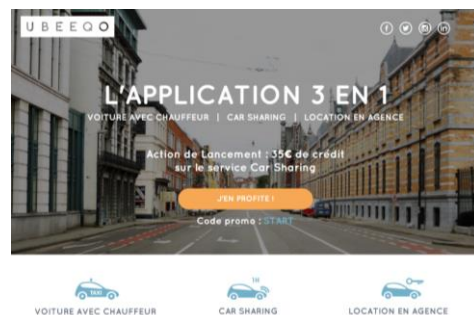 UBEEQO
L'APPLICATION 3 EN 1
VOITURE AVEC CHAUFFEUR | CAR SHARING | LOCATION EN AGENCE
Action de Lancement : 35€ de crédit
sur le service Car Sharing
J'EN PROFITE !
Code promo : START
TAXI
VOITURE AVEC CHAUFFEUR
CAR SHARING
LOCATION EN AGENCE